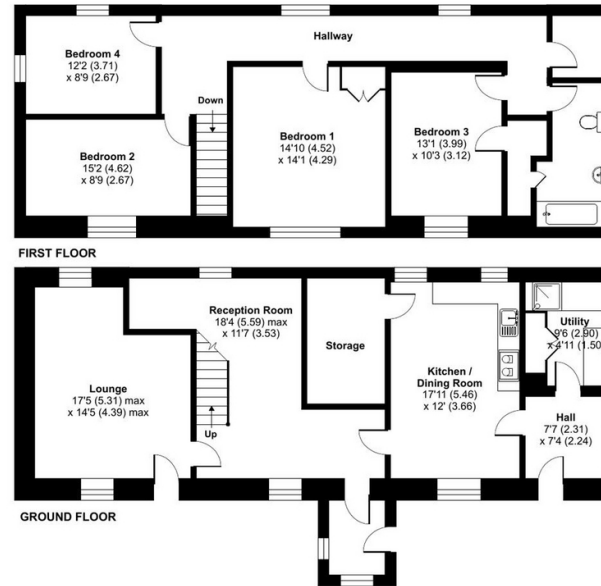 Hallway
Bedroom 4
12'2 (3.71)
x 8'9 (2.67)
Down
Bedroom 2
15'2 (4.62)
x 8'9 (2.67)
Bedroom 1
14'10 (4.52)
x 14'1 (4.29)
Bedroom 3
13'1 (3.99)
x 10'3 (3.12)
FIRST FLOOR
Reception Room
18'4 (5.59) max
x 11'7 (3.53)
Storage
Utility
9'6 (2.90)
x 4'11 (1.50
Lounge
17'5 (5.31) max
x 14'5 (4.39) max
Up
Kitchen /
Dining Room
17'11 (5.46)
x 12' (3.66)
Hall
7'7 (2.31)
x 7'4 (2.24)
GROUND FLOOR